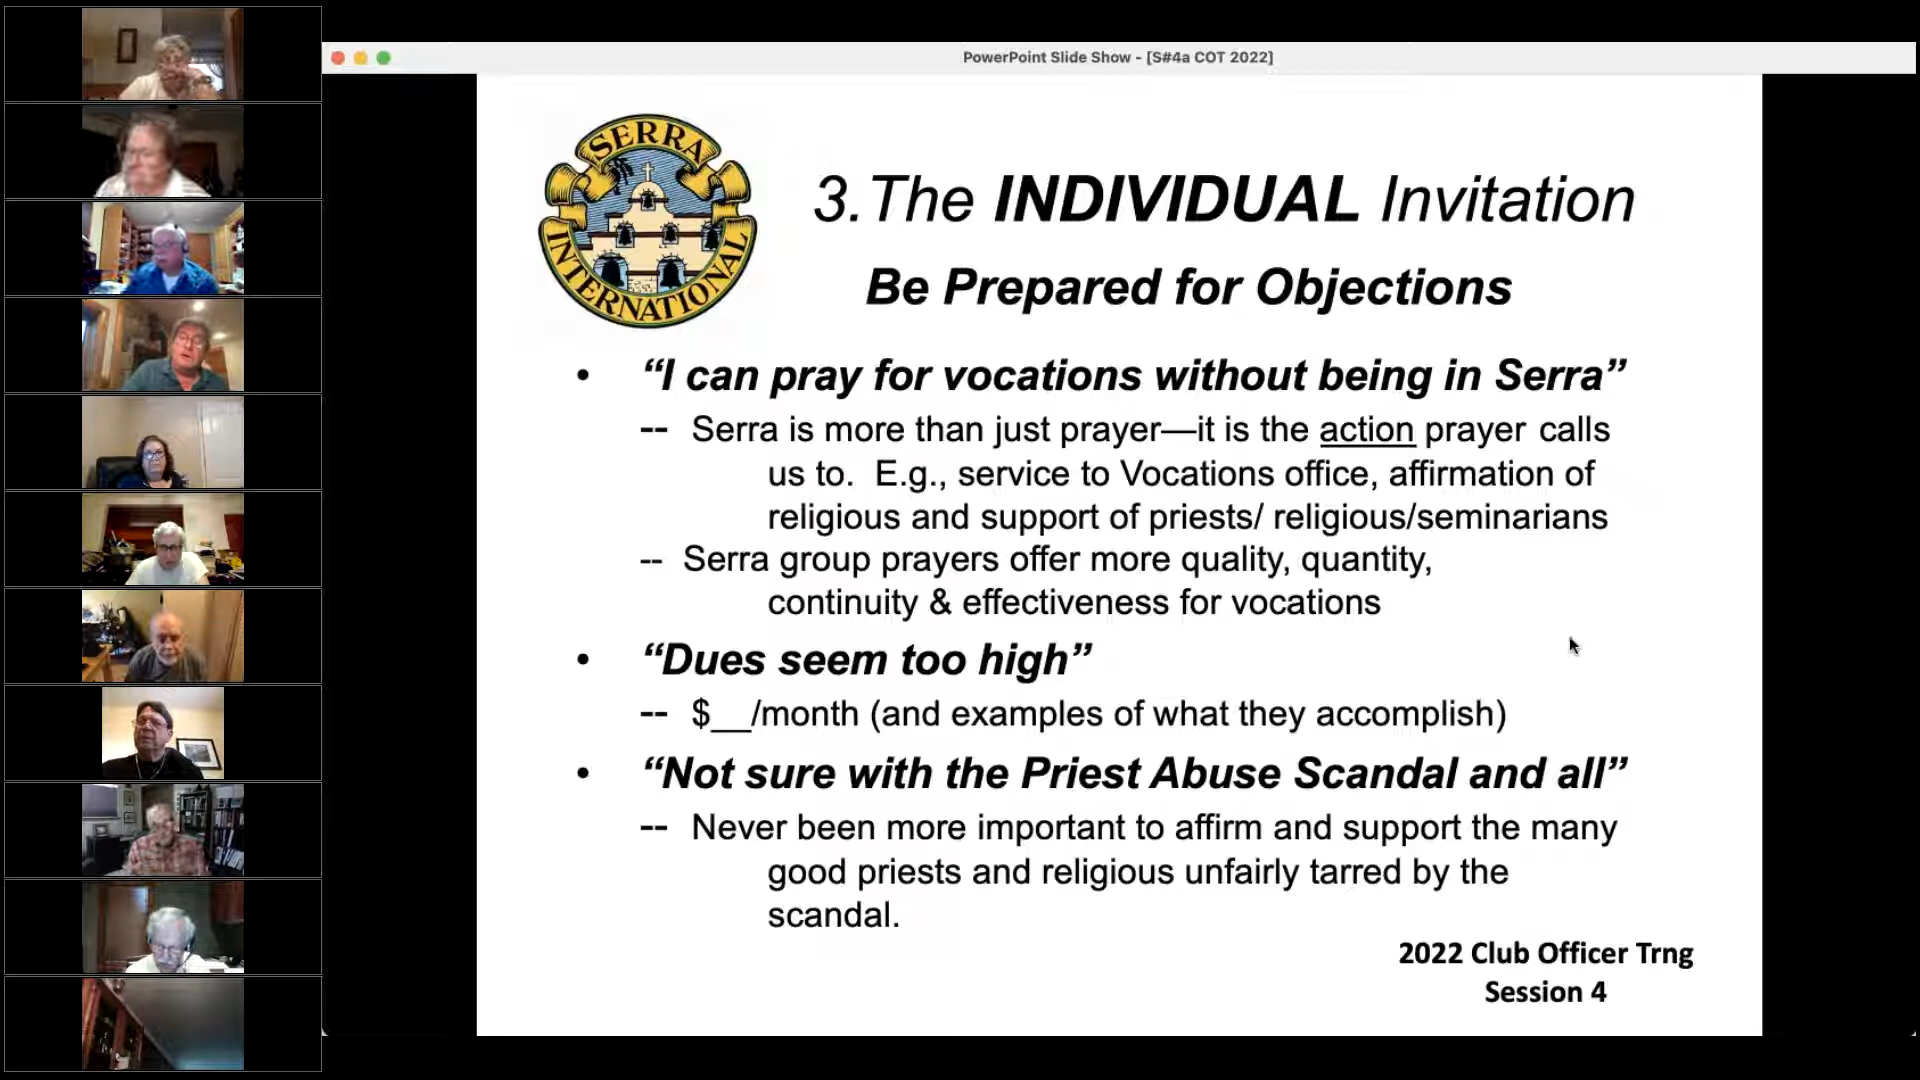 PowerPoint Slide Show - [S#4a COT 2022]
SERRA
INTERNATIONAL
3. The INDIVIDUAL Invitation
Be Prepared for Objections
• “I can pray for vocations without being in Serra”
-- Serra is more than just prayer—it is the action prayer calls
us to. E.g., service to Vocations office, affirmation of
religious and support of priests/ religious/seminarians
-- Serra group prayers offer more quality, quantity,
continuity & effectiveness for vocations
• “Dues seem too high”
-- $__/month (and examples of what they accomplish)
• “Not sure with the Priest Abuse Scandal and all”
-- Never been more important to affirm and support the many
good priests and religious unfairly tarred by the
scandal.
2022 Club Officer Trng
Session 4